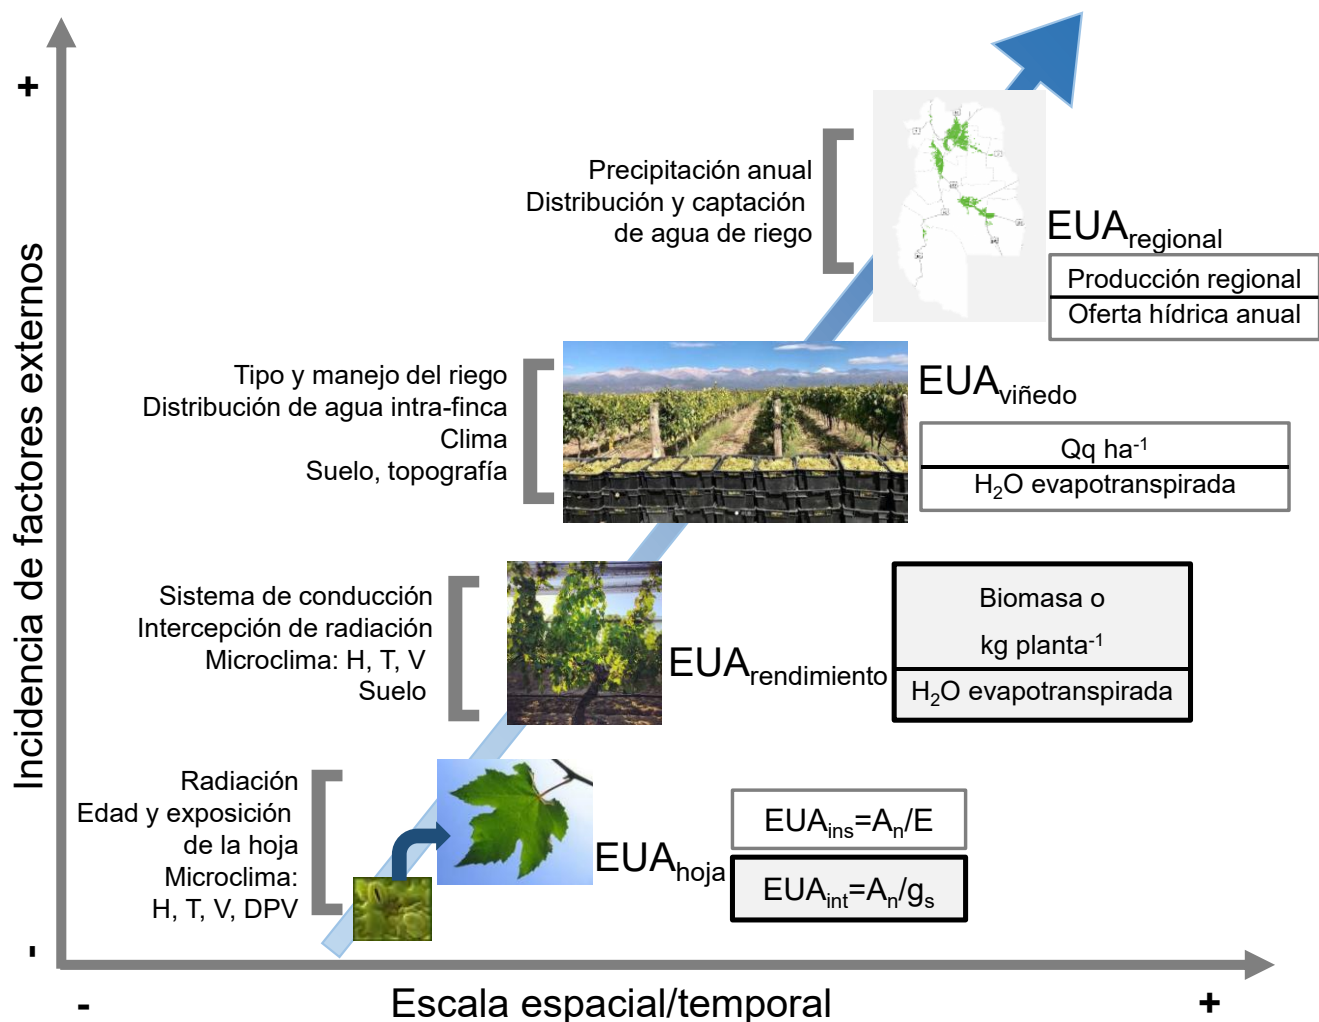 +
Incidencia de factores externos
-
Precipitación anual
Distribución y captación
de agua de riego
EUAregional
Producción regional
Oferta hídrica anual
Tipo y manejo del riego
Distribución de agua intra-finca
Clima
Suelo, topografía
EUAviñedo
Qq ha-1
H2O evapotranspirada
Sistema de conducción
Intercepción de radiación
Microclima: H, T, V
Suelo
EUArendimiento
Biomasa o
kg planta-1
H2O evapotranspirada
Radiación
Edad y exposición
de la hoja
Microclima:
H, T, V, DPV
EUAhoja
EUAins=An/E
EUAint=An/gs
-
Escala espacial/temporal
+